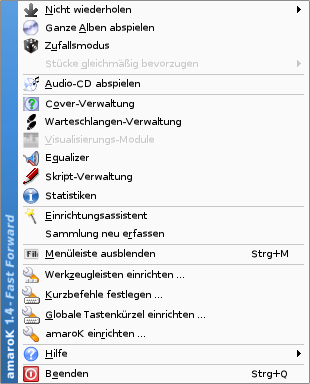 Nicht wiederholen
Ganze Alben abspielen
Zufallsmodus
Stücke gleichmäßig bevorzugen
Audio-CD abspielen
Cover-Verwaltung
Warteschlangen-Verwaltung
Visualisierungs-Module
Equalizer
Skript-Verwaltung
Statistiken
Einrichtungsassistent
Sammlung neu erfassen
Menüleiste ausblenden Strg+M
Werkzeugleisten einrichten ...
Kurzbefehle festlegen ...
Globale Tastenkürzel einrichten ...
amaroK einrichten ...
Hilfe
Beenden Strg+Q
amaroK 1.4 - Fast Forward